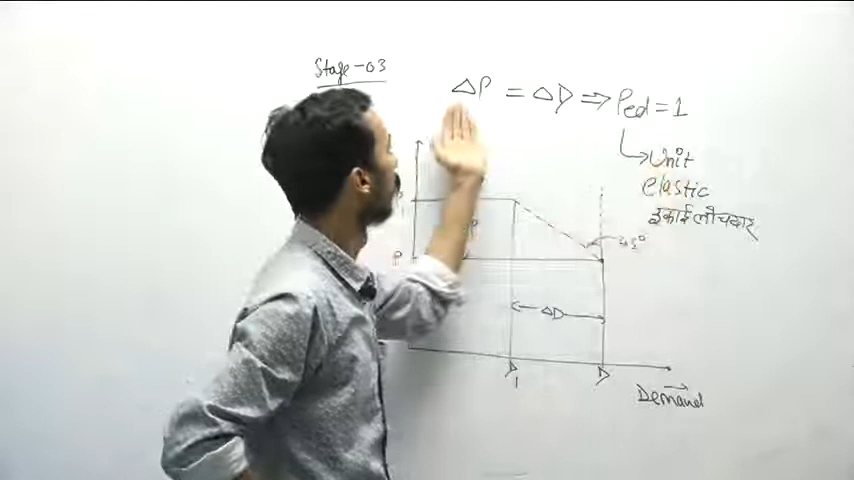 Stage-03
ΔP = ΔD ⇒ Ped = 1
Unit
elastic
इकाई लोचदार
45°
P
ΔD
D1
D
Demand